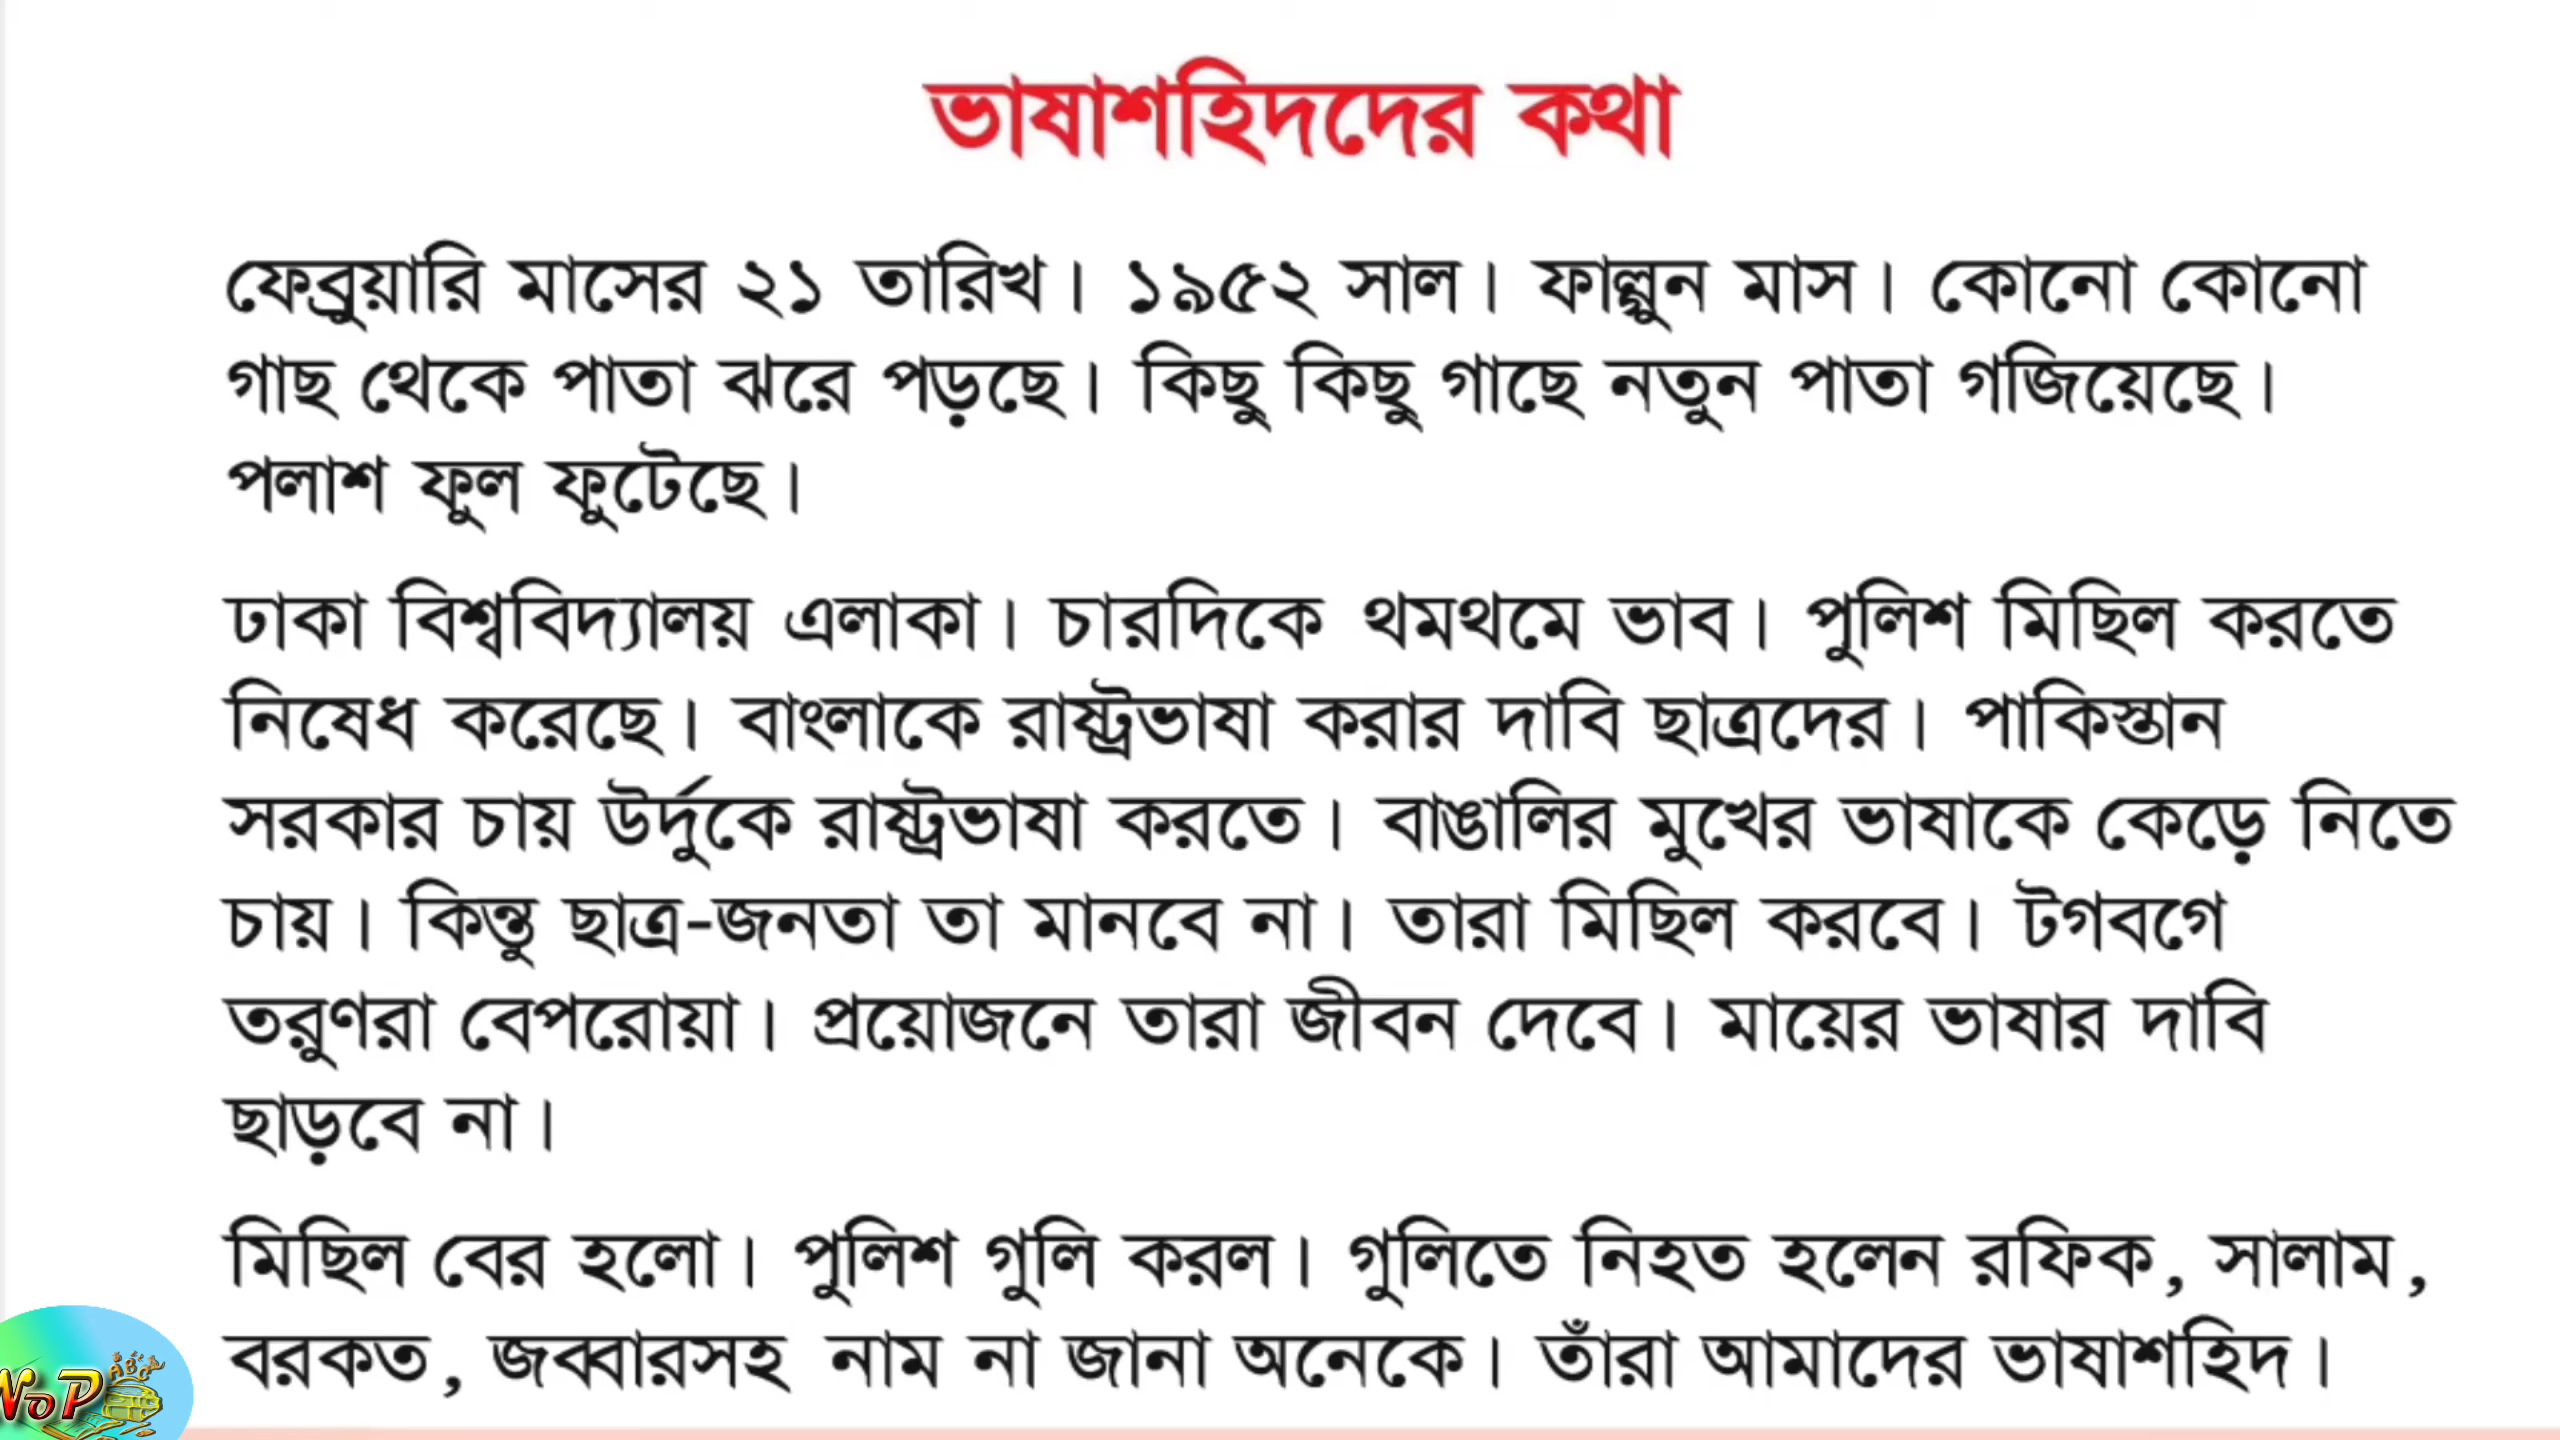 ভাষাশহিদদের কথা
ফেব্রুয়ারি মাসের ২১ তারিখ। ১৯৫২ সাল। ফাল্গুন মাস। কোনো কোনো
গাছ থেকে পাতা ঝরে পড়ছে। কিছু কিছু গাছে নতুন পাতা গজিয়েছে।
পলাশ ফুল ফুটেছে।
ঢাকা বিশ্ববিদ্যালয় এলাকা। চারদিকে থমথমে ভাব। পুলিশ মিছিল করতে
নিষেধ করেছে। বাংলাকে রাষ্ট্রভাষা করার দাবি ছাত্রদের। পাকিস্তান
সরকার চায় উর্দুকে রাষ্ট্রভাষা করতে। বাঙালির মুখের ভাষাকে কেড়ে নিতে
চায়। কিন্তু ছাত্র-জনতা তা মানবে না। তারা মিছিল করবে। টগবগে
তরুণরা বেপরোয়া। প্রয়োজনে তারা জীবন দেবে। মায়ের ভাষার দাবি
ছাড়বে না।
মিছিল বের হলো। পুলিশ গুলি করল। গুলিতে নিহত হলেন রফিক, সালাম,
বরকত, জব্বারসহ নাম না জানা অনেকে। তাঁরা আমাদের ভাষাশহিদ।
NoP
ABC